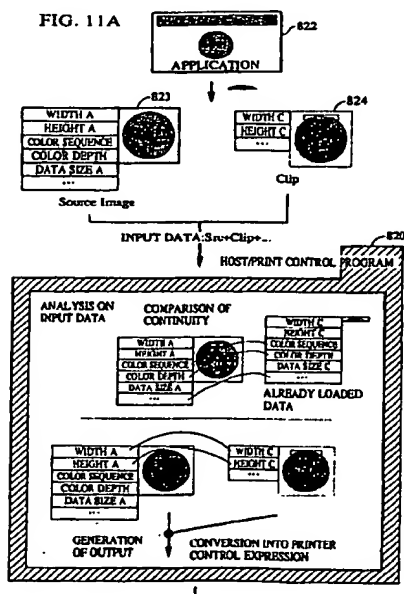 FIG. 11A
822
APPLICATION
823
WIDTH A
HEIGHT A
COLOR SEQUENCE
COLOR DEPTH
DATA SIZE A
...
Source Image
824
WIDTH C
HEIGHT C
...
Clip
INPUT DATA:Src+Clip+...
820
HOST/PRINT CONTROL PROGRAM
ANALYSIS ON
INPUT DATA
COMPARISON OF
CONTINUITY
WIDTH A
HEIGHT A
COLOR SEQUENCE
COLOR DEPTH
DATA SIZE A
...
WIDTH C
HEIGHT C
COLOR SEQUENCE
COLOR DEPTH
DATA SIZE C
...
ALREADY LOADED
DATA
WIDTH A
HEIGHT A
COLOR SEQUENCE
COLOR DEPTH
DATA SIZE A
...
WIDTH C
HEIGHT C
...
GENERATION
OF OUTPUT
CONVERSION INTO PRINTER
CONTROL EXPRESSION